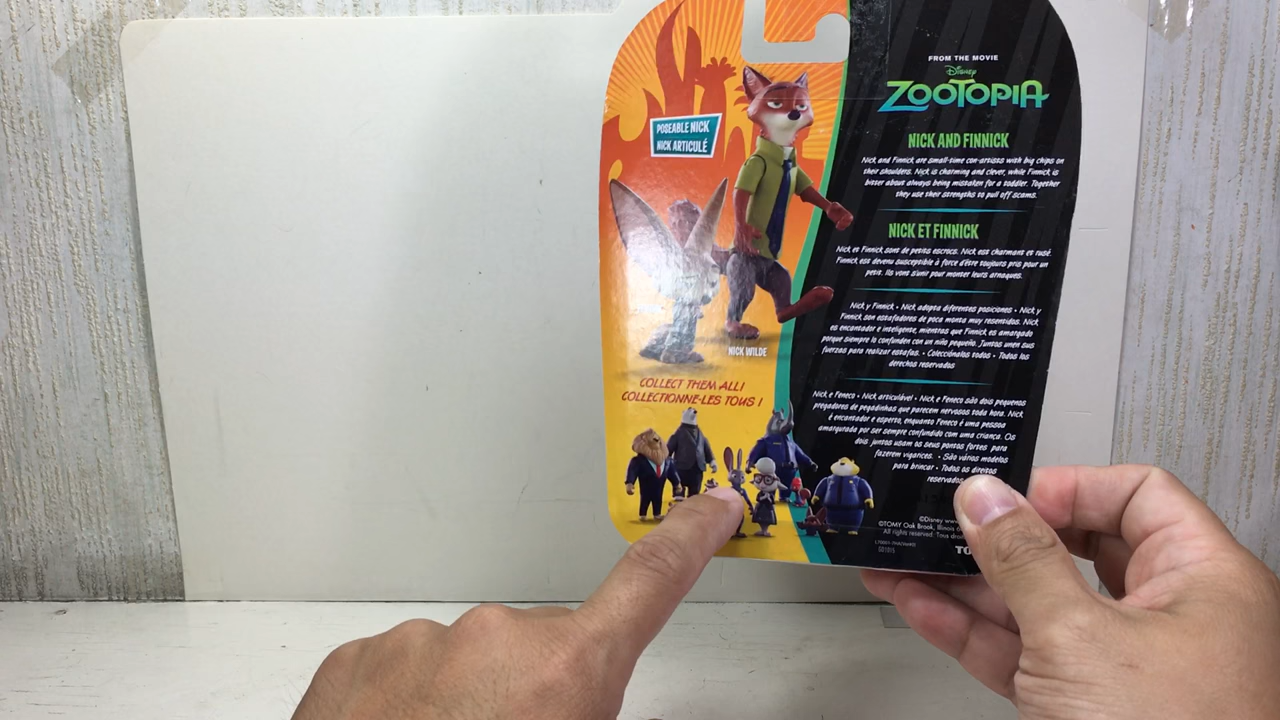 POSEABLE NICK
NICK ARTICULÉ
NICK WILDE
COLLECT THEM ALL!
COLLECTIONNE-LES TOUS !
FROM THE MOVIE
Disney
ZOOTOPIA
NICK AND FINNICK
Nick and Finnick are small-time con-artists with big chips on
their shoulders. Nick is charming and clever, while Finnick is
bitter about always being mistaken for a toddler. Together
they use their strengths to pull off scams.
NICK ET FINNICK
Nick et Finnick sont de petits escrocs. Nick est charmant et rusé.
Finnick est devenu susceptible à force d'être toujours pris pour un
petit. Ils vont s'unir pour monter leurs arnaques.
Nick y Finnick • Nick adopta diferentes posiciones • Nick y
Finnick son estafadores de poca monta muy resentidos. Nick
es encantador e inteligente, mientras que Finnick es amargado
porque siempre lo confunden con un niño pequeño. Juntos unen sus
fuerzas para realizar estafas. • Colecciónalos todos • Todos los
derechos reservados
Nick e Feneco • Nick articulável • Nick e Feneco são dois pequenos
pregadores de pegadinhas que parecem nervosos toda hora. Nick
é encantador e esperto, enquanto Feneco é uma pessoa
amargurada por ser sempre confundido com uma criança. Os
dois juntos usam os seus pontos fortes para
fazerem vigarices. • São vários modelos
para brincar • Todos os direitos
reservados
©Disney www
©TOMY Oak Brook, Illinois
All rights reserved. Tous
S01015
TO